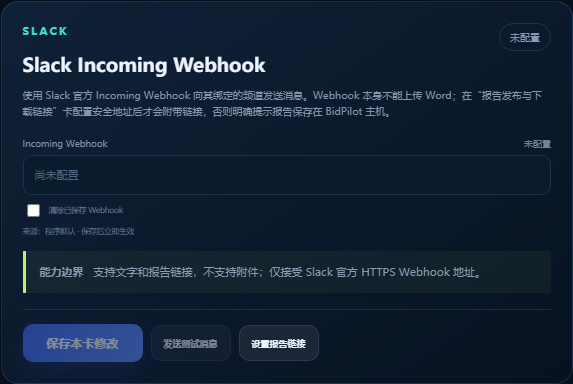 SLACK
未配置
Slack Incoming Webhook
使用 Slack 官方 Incoming Webhook 向其绑定的频道发送消息。Webhook 本身不能上传 Word；在“报告发布与下
载链接”卡配置安全地址后才会附带链接，否则明确提示报告保存在 BidPilot 主机。
Incoming Webhook
未配置
尚未配置
清除已保存 Webhook
来源：程序默认 · 保存后立即生效
能力边界 支持文字和报告链接，不支持附件；仅接受 Slack 官方 HTTPS Webhook 地址。
保存本卡修改
发送测试消息
设置报告链接